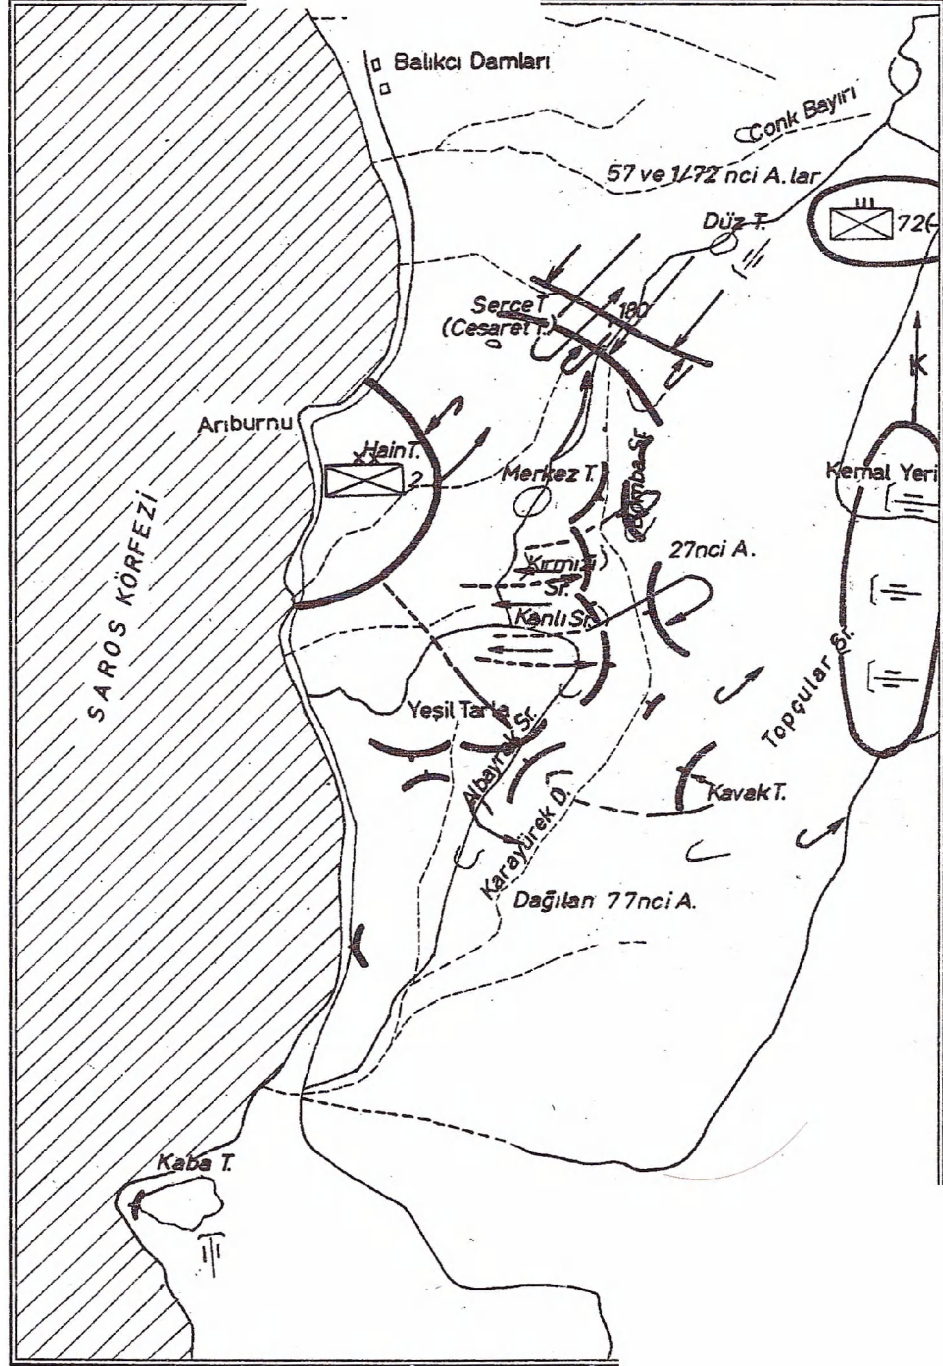 Balıkcı Damları
Conk Bayırı
57 ve 1/72 nci A. lar
Düz T.
72(-
Serce T.
(Cesaret T.)
180
K
Arıburnu
Hain T.
2
Merkez T.
Bomba Sr.
Kemal Yeri
27nci A.
Kırmızı
Sr.
Kanlı Sr.
SAROS KÖRFEZİ
Topçular Sr.
Yeşil Tarla
Albayrak Sr.
Kavak T.
Karayürek D.
Dağılan 77nci A.
Kaba T.